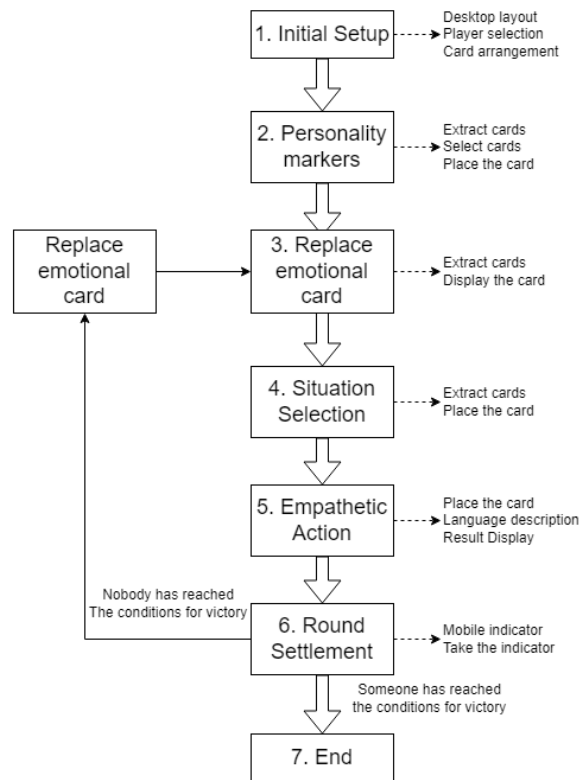 1. Initial Setup
Desktop layout
Player selection
Card arrangement
2. Personality
markers
Extract cards
Select cards
Place the card
Replace
emotional
card
3. Replace
emotional
card
Extract cards
Display the card
4. Situation
Selection
Extract cards
Place the card
5. Empathetic
Action
Place the card
Language description
Result Display
Nobody has reached
The conditions for victory
6. Round
Settlement
Mobile indicator
Take the indicator
Someone has reached
the conditions for victory
7. End